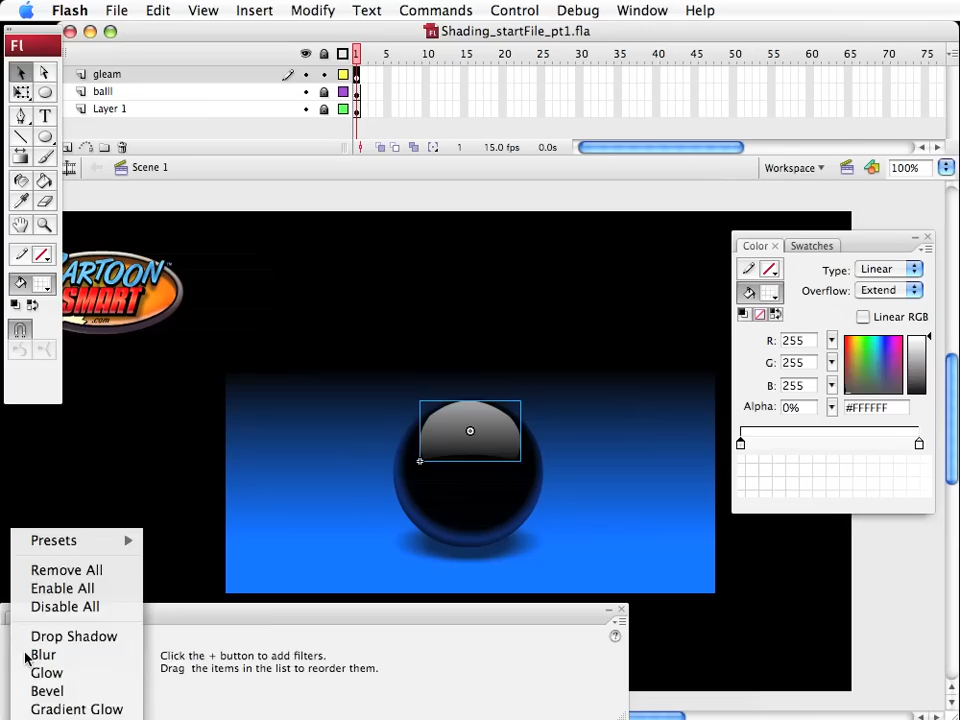 Flash File Edit View Insert Modify Text Commands Control Debug Window Help
Shading_startFile_pt1.fla
Fl
1 5 10 15 20 25 30 35 40 45 50 55 60 65 70 75
gleam
balll
Layer 1
1 15.0 fps 0.0s
Scene 1
Workspace 100%
T
CARTOON
SMART
.com
Color Swatches
Type: Linear
Overflow: Extend
Linear RGB
R: 255
G: 255
B: 255
Alpha: 0% #FFFFFF
Presets
Remove All
Enable All
Disable All
Drop Shadow
Blur
Glow
Bevel
Gradient Glow
Click the + button to add filters.
Drag the items in the list to reorder them.
?